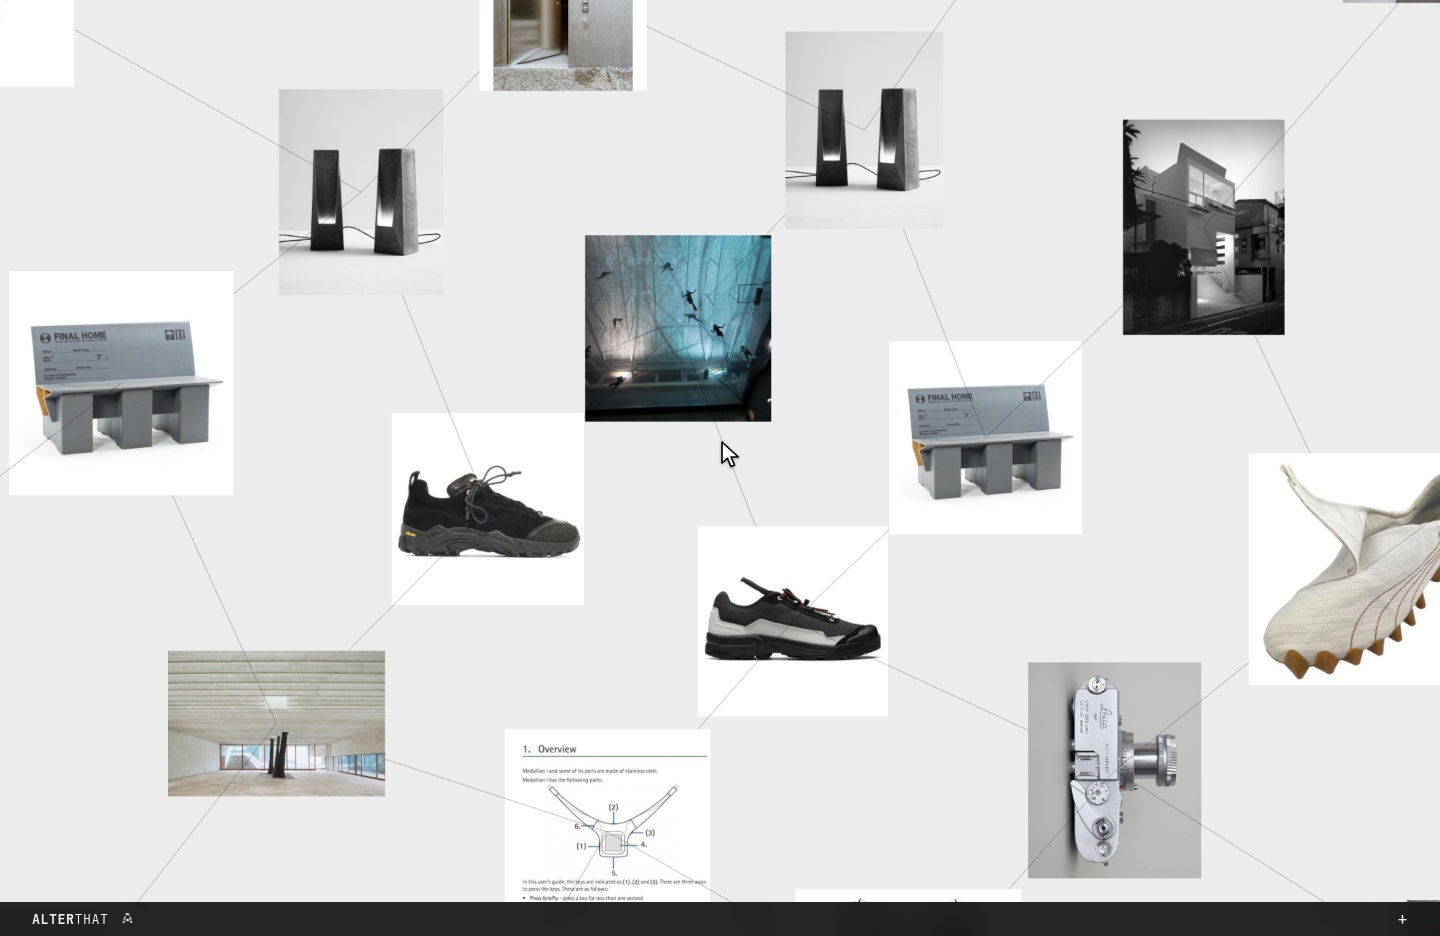 FINAL HOME
FINAL HOME
1. Overview
Medallion I and some of its parts are made of stainless steel.
Medallion I has the following parts:
(2)
6.
(3)
(1)
4.
5.
In this user's guide, the keys are indicated as (1), (2) and (3). There are three ways
to press the keys. These are as follows:
• Press briefly - press a key for less than one second
Leica
ALTERTHAT
+